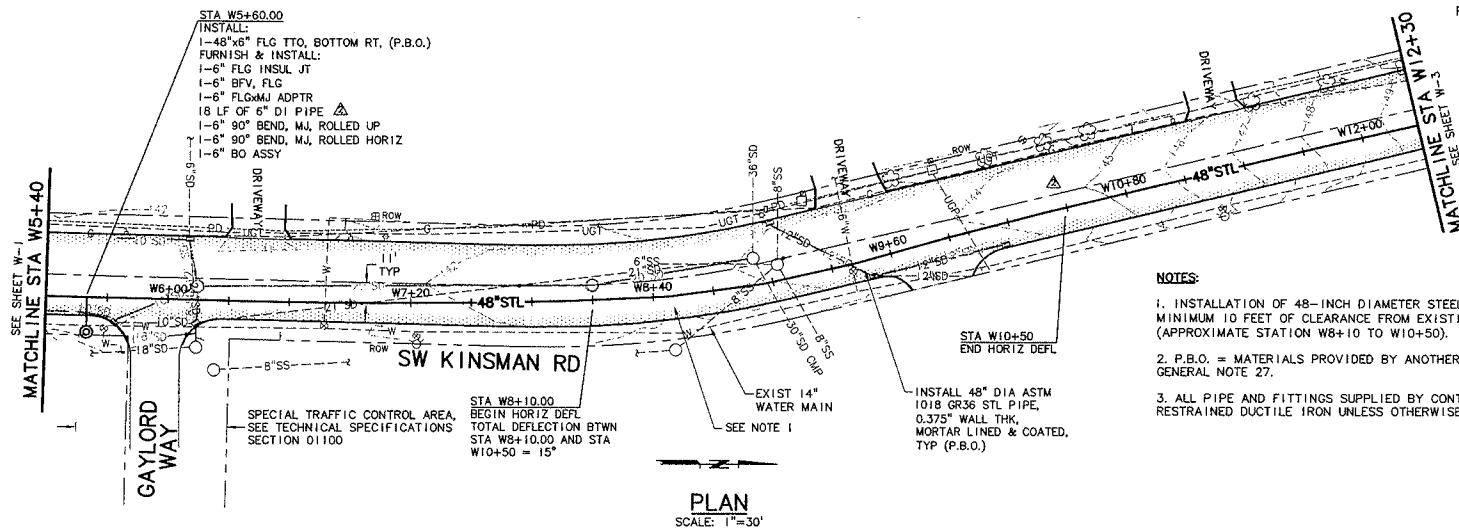 STA W5+60.00
INSTALL:
1-48"x6" FLG TTO, BOTTOM RT, (P.B.O.)
FURNISH & INSTALL:
1-6" FLG INSUL JT
1-6" BFV, FLG
1-6" FLGxMJ ADPTR
18 LF OF 6" DI PIPE
1-6" 90° BEND, MJ, ROLLED UP
1-6" 90° BEND, MJ, ROLLED HORIZ
1-6" BO ASSY
SEE SHEET W-1
MATCHLINE STA W5+40
DRIVEWAY
ROW
PD
UGT
G
10"SD
11'
TYP
W6+00
W7+20
48"STL
W8+40
W9+60
W10+80
48"STL
W12+00
6"SS
21"SD
36"SD
8"SS
12"SD
DRIVEWAY
DRIVEWA
ROW
UGP
MATCHLINE STA W12+30
SEE SHEET W-3
18"SD
8"SS
ROW
SW KINSMAN RD
GAYLORD
WAY
30"SD CMP
8"SS
SPECIAL TRAFFIC CONTROL AREA,
SEE TECHNICAL SPECIFICATIONS
SECTION 01100
STA W8+10.00
BEGIN HORIZ DEFL
TOTAL DEFLECTION BTWN
STA W8+10.00 AND STA
W10+50 = 15°
SEE NOTE 1
EXIST 14"
WATER MAIN
INSTALL 48" DIA ASTM
1018 GR36 STL PIPE,
0.375" WALL THK,
MORTAR LINED & COATED,
TYP (P.B.O.)
STA W10+50
END HORIZ DEFL
N
PLAN
SCALE: 1"=30'
NOTES:
1. INSTALLATION OF 48-INCH DIAMETER STEEL
MINIMUM 10 FEET OF CLEARANCE FROM EXISTI
(APPROXIMATE STATION W8+10 TO W10+50).
2. P.B.O. = MATERIALS PROVIDED BY ANOTHER
GENERAL NOTE 27.
3. ALL PIPE AND FITTINGS SUPPLIED BY CONT
RESTRAINED DUCTILE IRON UNLESS OTHERWISE